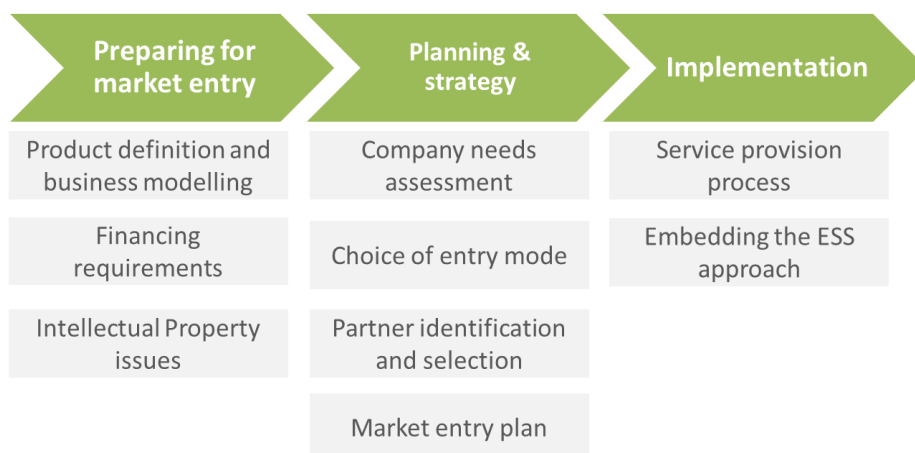 Preparing for
market entry
Product definition and
business modelling
Financing
requirements
Intellectual Property
issues
Planning &
strategy
Company needs
assessment
Choice of entry mode
Partner identification
and selection
Market entry plan
Implementation
Service provision
process
Embedding the ESS
approach